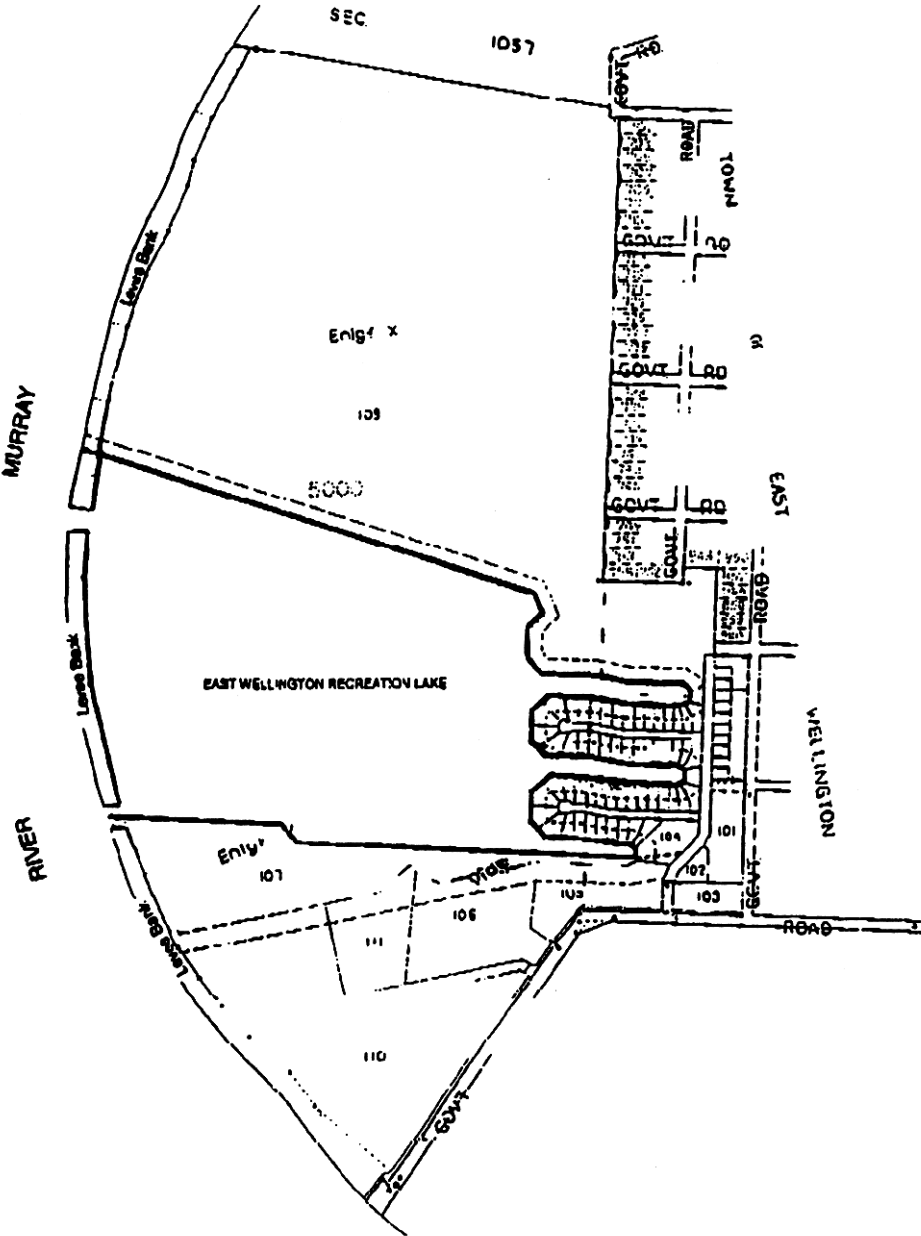 SEC.
1057
GOVT
RD.
ROAD
TOWN
Levee Bank
GOVT RD
MURRAY
109
GOVT RD
5000
GOVT RD
EAST
GOVT
ROAD
Levee Bank
EAST WELLINGTON RECREATION LAKE
WELLINGTON
RIVER
104
101
107
102
103
105
106
GOVT
ROAD
111
Levee Bank
110
GOVT